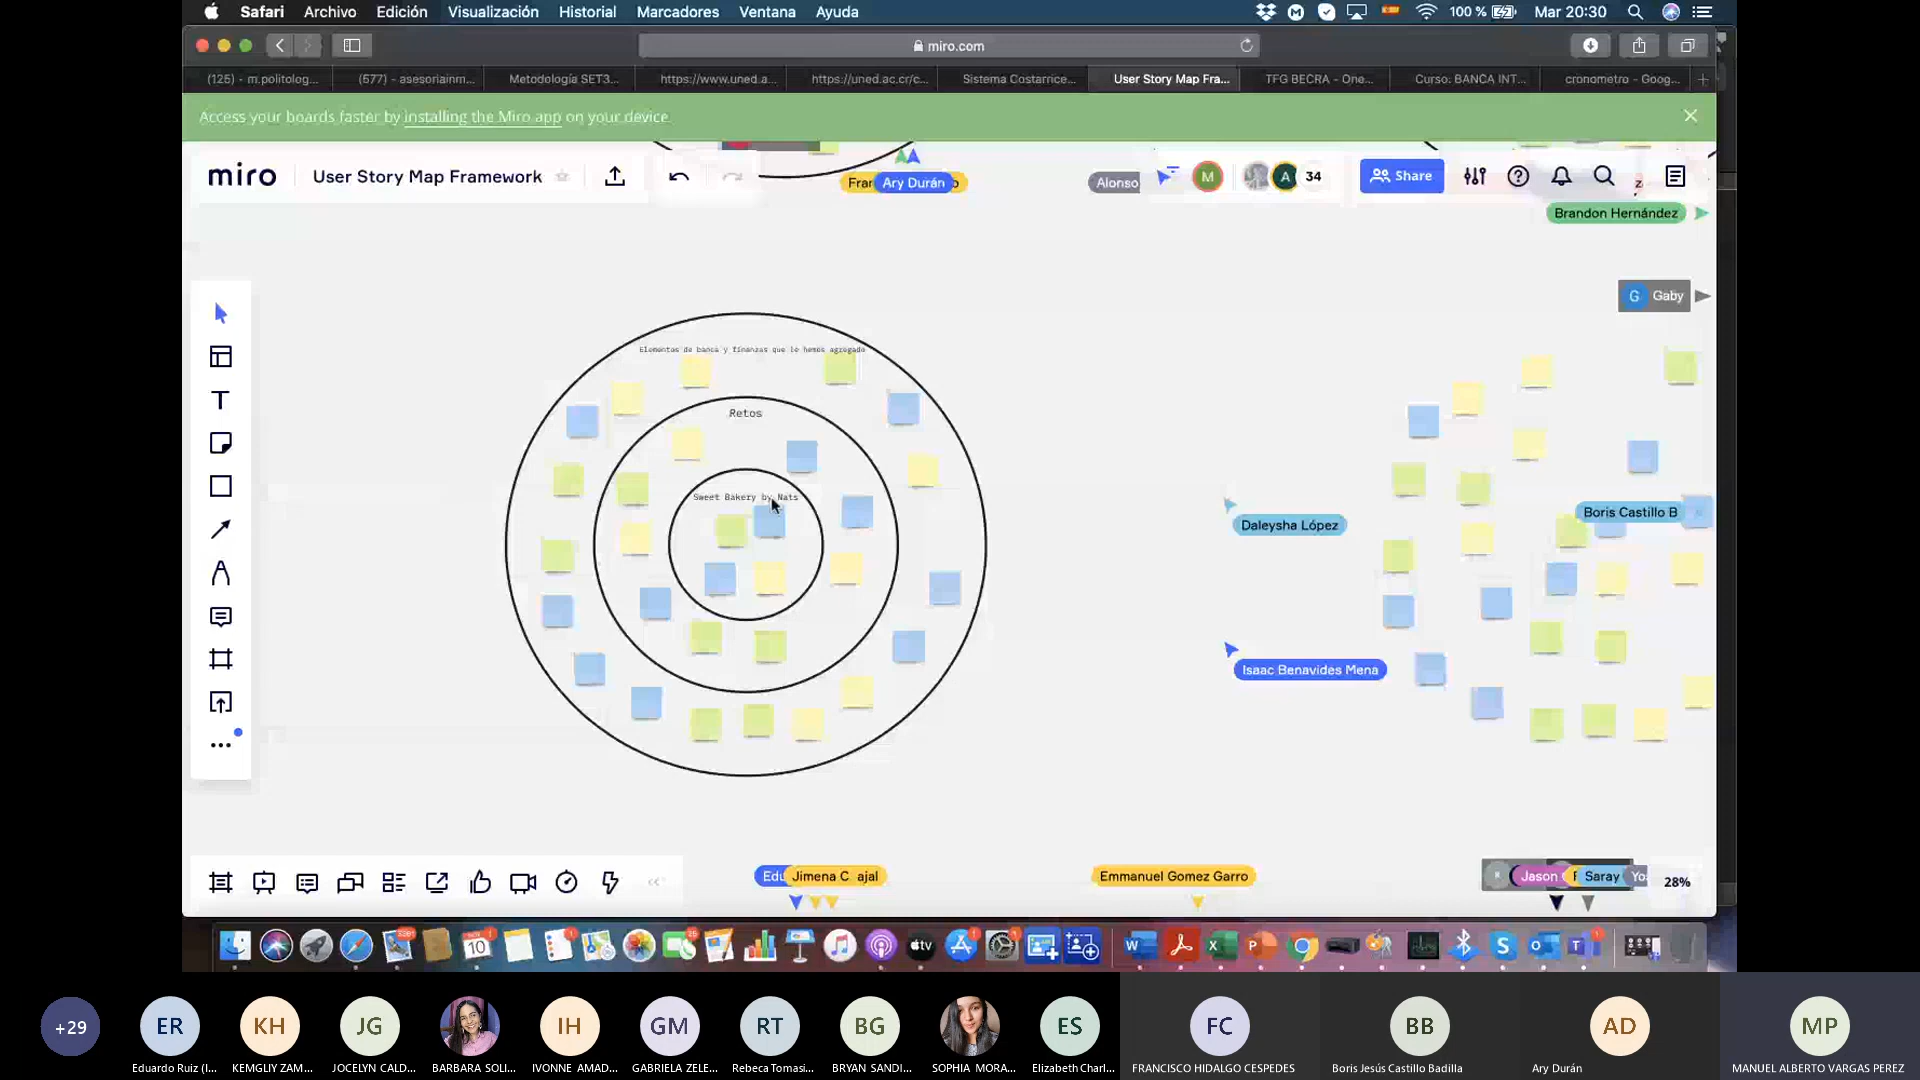 Safari Archivo Edición Visualización Historial Marcadores Ventana Ayuda 100 % Mar 20:30
miro.com
(125) - m.politolog... (577) - asesoriainm... Metodología SET3... https://www.uned.a... https://uned.ac.cr/c... Sistema Costarrice... User Story Map Fra... TFG BECRA - One... Curso: BANCA INT... cronometro - Goog...
Access your boards faster by installing the Miro app on your device
miro User Story Map Framework Fran Ary Durán o Alonso M A 34 Share
Brandon Hernández
G Gaby
Elementos de banca y finanzas que le hemos agregado
Retos
Sweet Bakery by Nats
Daleysha López
Boris Castillo B
Isaac Benavides Mena
Edu Jimena C ajal Emmanuel Gomez Garro Jason Saray Yo 28%
NOV
10
tv
+29 ER KH JG IH GM RT BG ES FC BB AD MP
Eduardo Ruiz (I... KEMGLIY ZAM... JOCELYN CALD... BARBARA SOLI... IVONNE AMAD... GABRIELA ZELE... Rebeca Tomasi... BRYAN SANDI... SOPHIA MORA... Elizabeth Charl... FRANCISCO HIDALGO CESPEDES Boris Jesús Castillo Badilla Ary Durán MANUEL ALBERTO VARGAS PEREZ